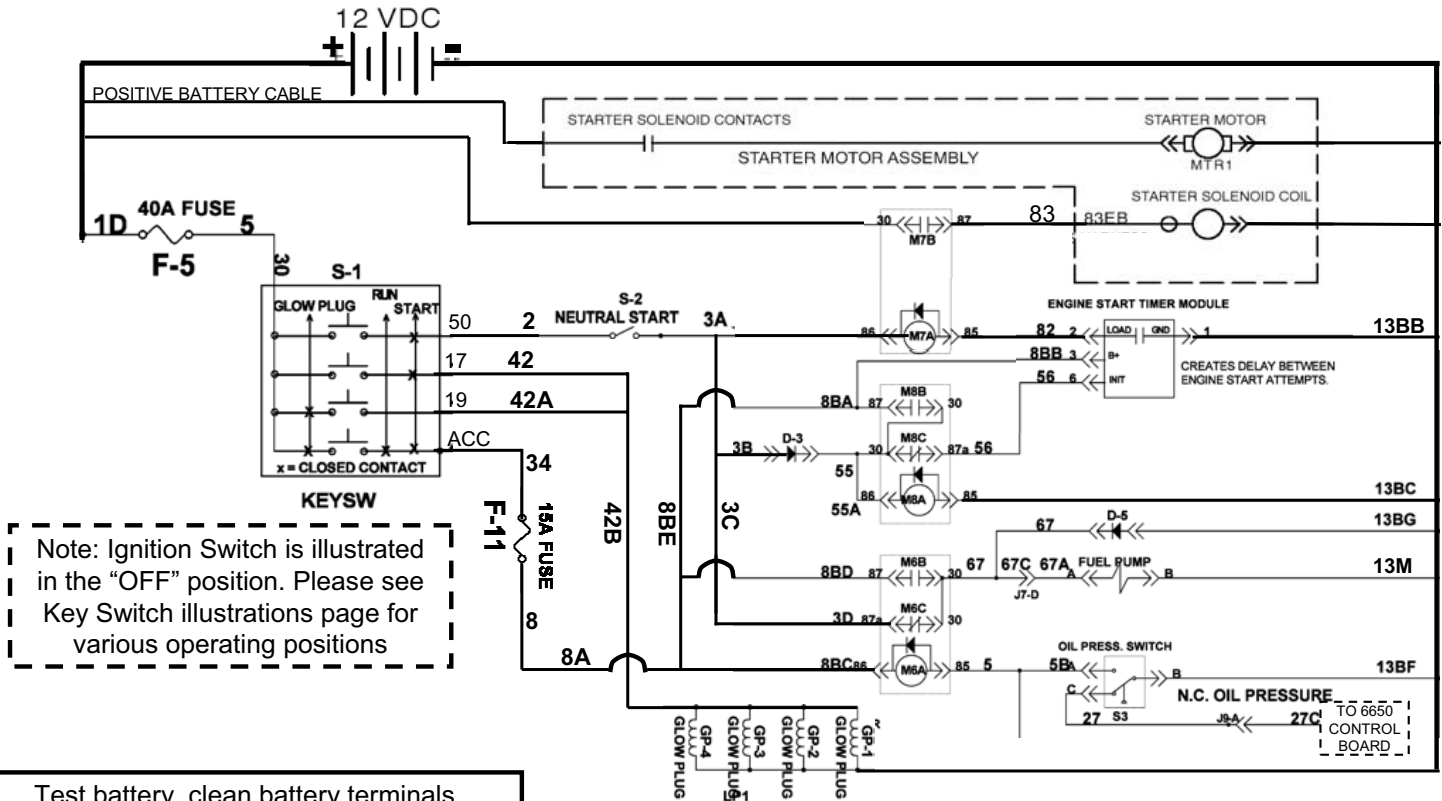 12 VDC
+
-
POSITIVE BATTERY CABLE
STARTER SOLENOID CONTACTS
STARTER MOTOR
STARTER MOTOR ASSEMBLY
MTR1
STARTER SOLENOID COIL
40A FUSE
1D
5
F-5
30
87
83
83EB
M7B
30
S-1
GLOW PLUG
RUN
START
50
2
S-2
NEUTRAL START
3A
86
M7A
85
ENGINE START TIMER MODULE
82
2
LOAD
GND
1
13BB
8BB
3
B+
56
6
INIT
CREATES DELAY BETWEEN
ENGINE START ATTEMPTS.
17
42
19
42A
8BA
87
M8B
30
ACC
x = CLOSED CONTACT
KEYSW
34
3B
D-3
30
M8C
87a
56
55
86
M8A
85
55A
13BC
F-11
15A FUSE
42B
8BE
3C
67
D-5
13BG
Note: Ignition Switch is illustrated
in the “OFF” position. Please see
Key Switch illustrations page for
various operating positions
8BD
87
M6B
30
67
67C
67A
FUEL PUMP
A
B
13M
J7-D
8
3D
87a
M6C
30
8A
8BC
86
M6A
85
5
OIL PRESS. SWITCH
5B
A
B
13BF
C
N.C. OIL PRESSURE
27
S3
J9-A
27C
TO 6650
CONTROL
BOARD
GP-4
GLOW PLUG
GP-3
GLOW PLUG
GP-2
GLOW PLUG
GP-1
GLOW PLUG
Test battery, clean battery terminals